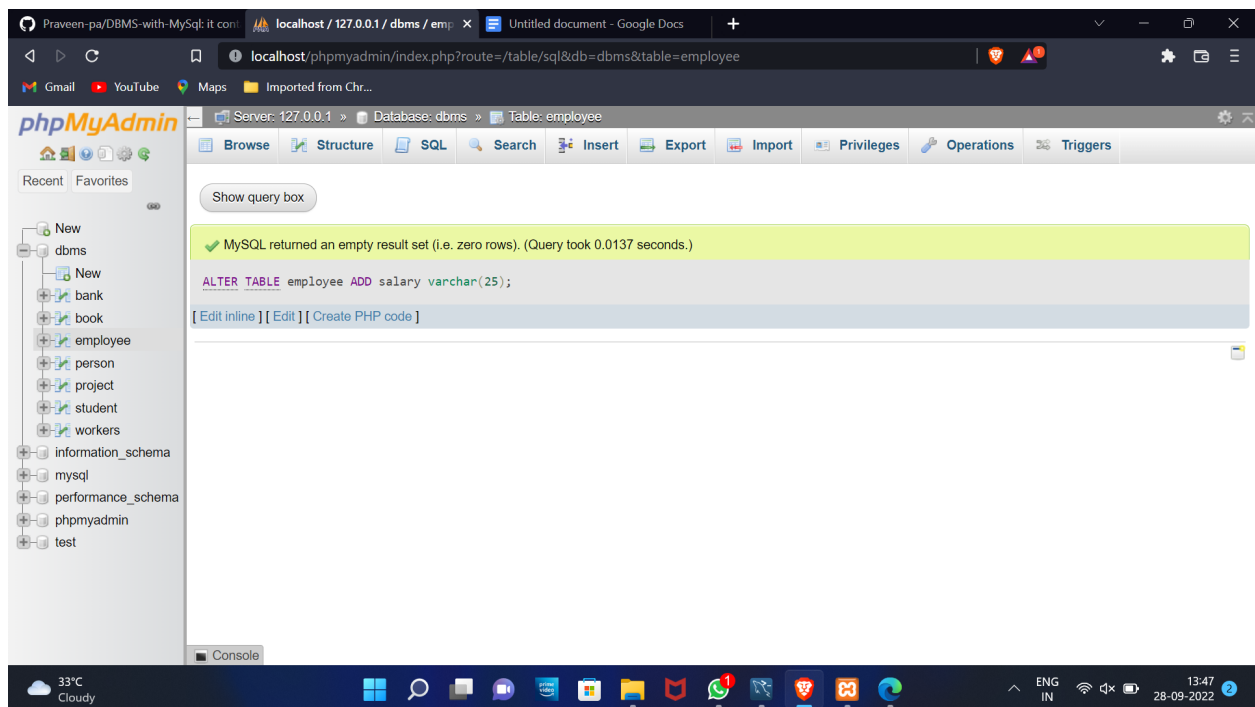 Praveen-pa/DBMS-with-MySql: it cont
localhost / 127.0.0.1 / dbms / emp
Untitled document - Google Docs
localhost/phpmyadmin/index.php?route=/table/sql&db=dbms&table=employee
1
Gmail
YouTube
Maps
Imported from Chr...
phpMyAdmin
Recent
Favorites
New
dbms
New
bank
book
employee
person
project
student
workers
information_schema
mysql
performance_schema
phpmyadmin
test
Server: 127.0.0.1 » Database: dbms » Table: employee
Browse
Structure
SQL
Search
Insert
Export
Import
Privileges
Operations
Triggers
Show query box
MySQL returned an empty result set (i.e. zero rows). (Query took 0.0137 seconds.)
ALTER TABLE employee ADD salary varchar(25);
[ Edit inline ] [ Edit ] [ Create PHP code ]
Console
33°C
Cloudy
prime video
1
ENG
IN
13:47
28-09-2022
2